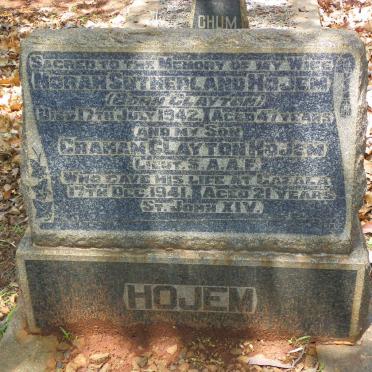 CHUM
SACRED TO THE MEMORY OF MY WIFE
NORAH SUTHERLAND HOJEM
(BORN CLAYTON)
DIED 17TH JULY 1942, AGED 47 YEARS
AND MY SON
GRAHAM CLAYTON HOJEM
LIEUT. S.A.A.F.
WHO GAVE HIS LIFE AT GAZALA
17TH DEC 1941 AGED 21 YEARS
ST. JOHN XIV.
HOJEM